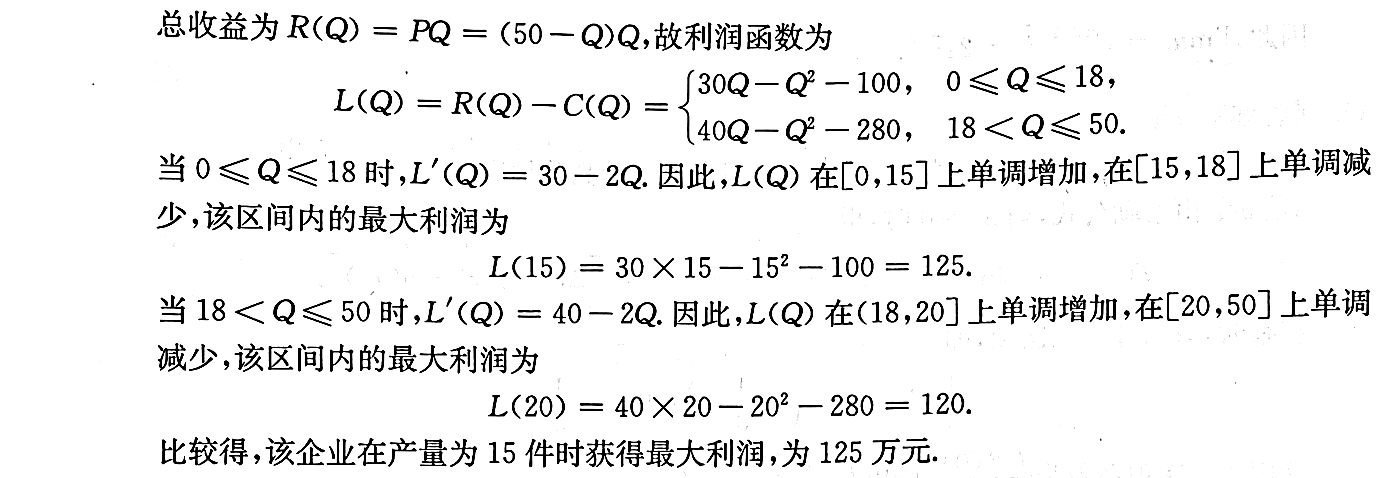 总收益为 R(Q) = PQ = (50-Q)Q,故利润函数为
L(Q) = R(Q)-C(Q) = { 30Q-Q²-100, 0≤Q≤18,
40Q-Q²-280, 18<Q≤50.
当 0≤Q≤18 时,L′(Q) = 30-2Q. 因此,L(Q) 在[0,15] 上单调增加,在[15,18] 上单调减
少,该区间内的最大利润为
L(15) = 30×15-15²-100 = 125.
当 18<Q≤50 时,L′(Q) = 40-2Q. 因此,L(Q) 在(18,20] 上单调增加,在[20,50] 上单调
减少,该区间内的最大利润为
L(20) = 40×20-20²-280 = 120.
比较得,该企业在产量为 15 件时获得最大利润,为 125 万元.